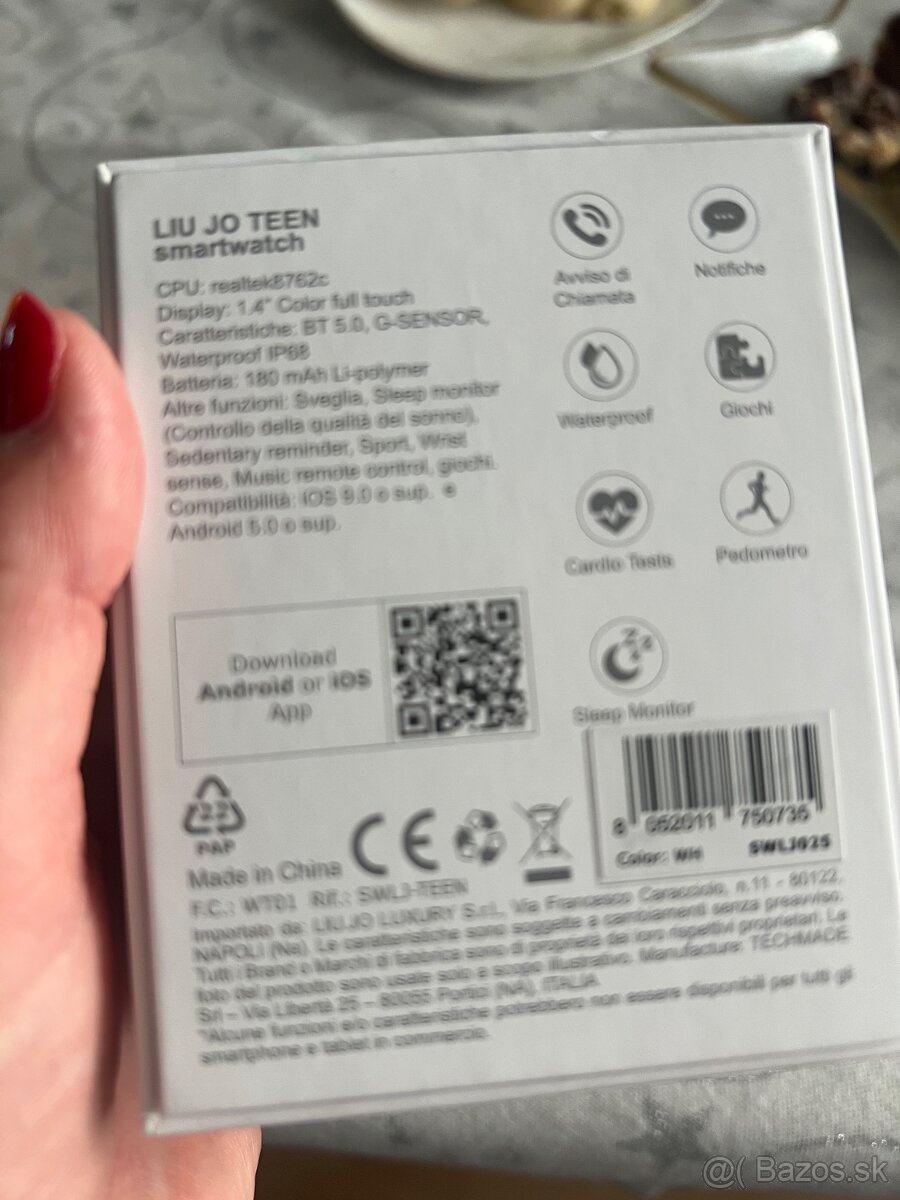 LIU JO TEEN
smartwatch
CPU: realtek8762c
Display: 1.4" Color full touch
Caratteristiche: BT 5.0, G-SENSOR,
Waterproof IP68
Batteria: 180 mAh Li-polymer
Altre funzioni: Sveglia, Sleep monitor
(Controllo della qualità del sonno),
Sedentary reminder, Sport, Wrist
sense, Music remote control, giochi.
Compatibilità: iOS 9.0 o sup. e
Android 5.0 o sup.
Avviso di
Chiamata
Notifiche
Waterproof
Giochi
Cardio Tests
Pedometro
Sleep Monitor
Download
Android or iOS
App
22
PAP
CE
8 052011 750735
Color: WH SWLJ025
Made in China
F.C.: WT01 Rif.: SWLJ-TEEN
Importato da: LIU.JO LUXURY S.r.l., Via Francesco Caracciolo, n.11 - 80122,
NAPOLI (Na). Le caratteristiche sono soggette a cambiamenti senza preavviso.
Tutti i Brand o Marchi di fabbrica sono di proprietà dei loro rispettivi proprietari. Le
foto del prodotto sono usate solo a scopo illustrativo. Manufacture: TECHMADE
Srl – Via Libertà 25 – 80055 Portici (NA), ITALIA
*Alcune funzioni e/o caratteristiche potrebbero non essere disponibili per tutti gli
smartphone e tablet in commercio.
@( Bazos.sk